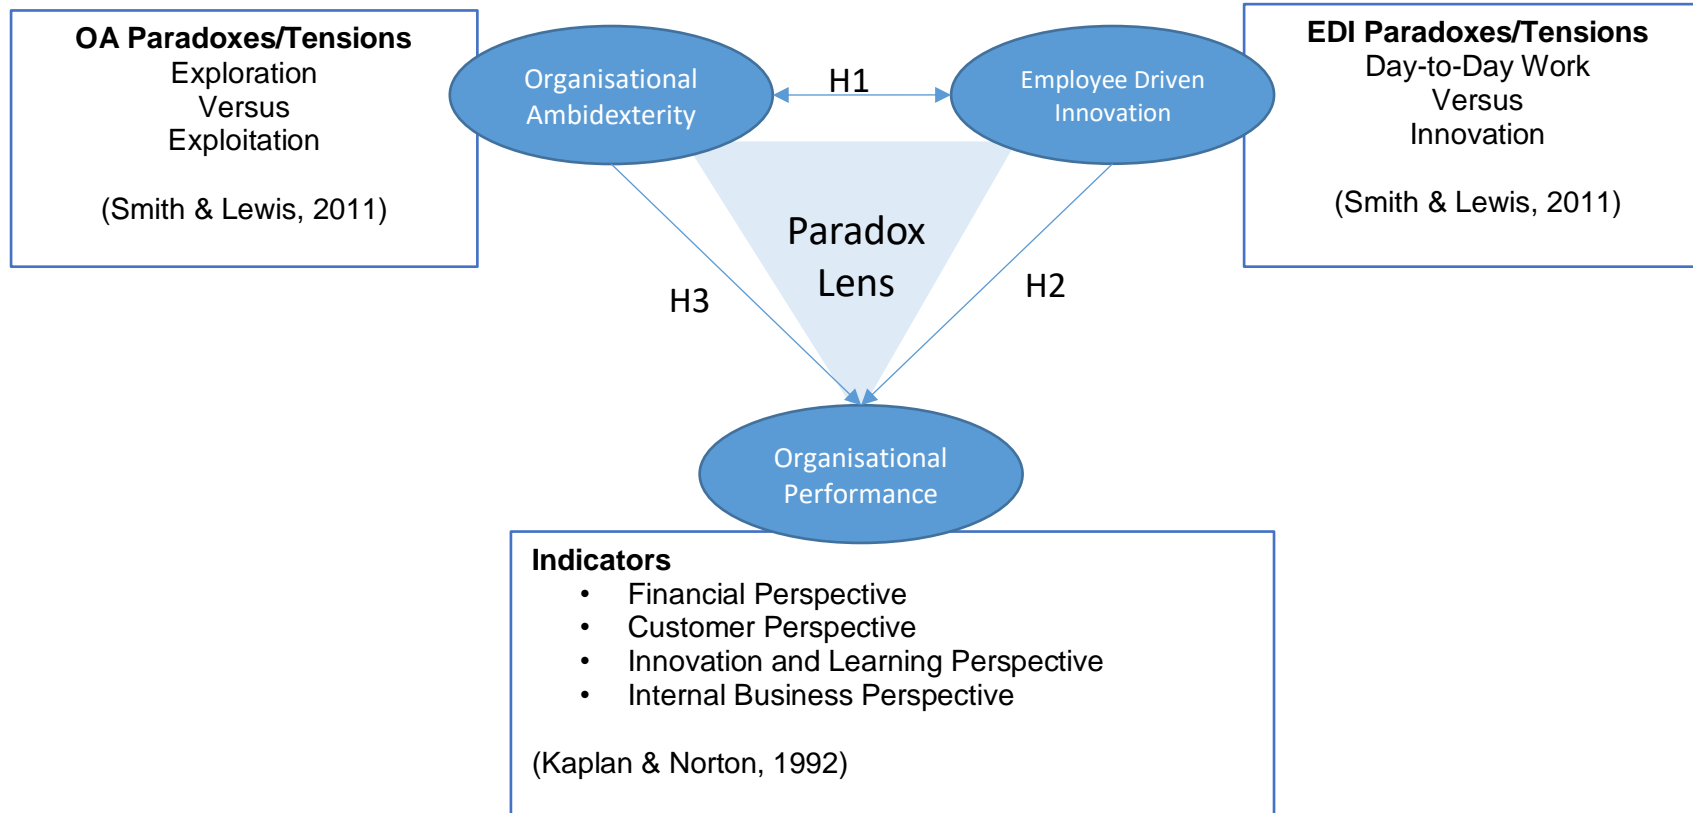 OA Paradoxes/Tensions
Exploration
Versus
Exploitation
(Smith & Lewis, 2011)
Organisational
Ambidexterity
H1
Employee Driven
Innovation
EDI Paradoxes/Tensions
Day-to-Day Work
Versus
Innovation
(Smith & Lewis, 2011)
Paradox
Lens
H3
H2
Organisational
Performance
Indicators
• Financial Perspective
• Customer Perspective
• Innovation and Learning Perspective
• Internal Business Perspective
(Kaplan & Norton, 1992)